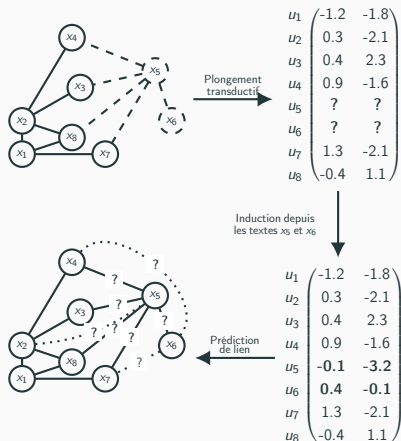 x4
x5
x3
x6
x2
x8
x1
x7
Plongement
transductif
u1 -1.2 -1.8
u2 0.3 -2.1
u3 0.4 2.3
u4 0.9 -1.6
u5 ? ?
u6 ? ?
u7 1.3 -2.1
u8 -0.4 1.1
Induction depuis
les textes x5 et x6
x4
?
?
x5
x3
?
?
?
?
?
x6
x2
x8
?
x1
x7
Prédiction
de lien
u1 -1.2 -1.8
u2 0.3 -2.1
u3 0.4 2.3
u4 0.9 -1.6
u5 -0.1 -3.2
u6 0.4 -0.1
u7 1.3 -2.1
u8 -0.4 1.1